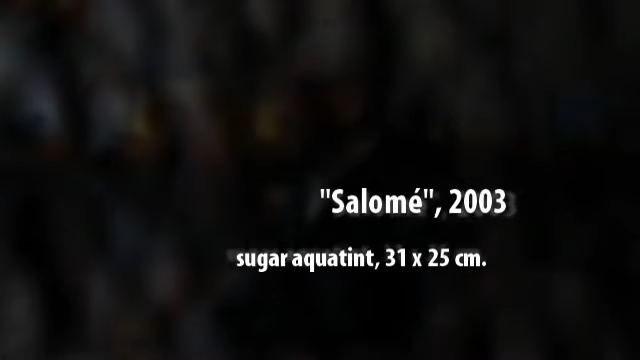 "Salomé", 2003
sugar aquatint, 31 x 25 cm.